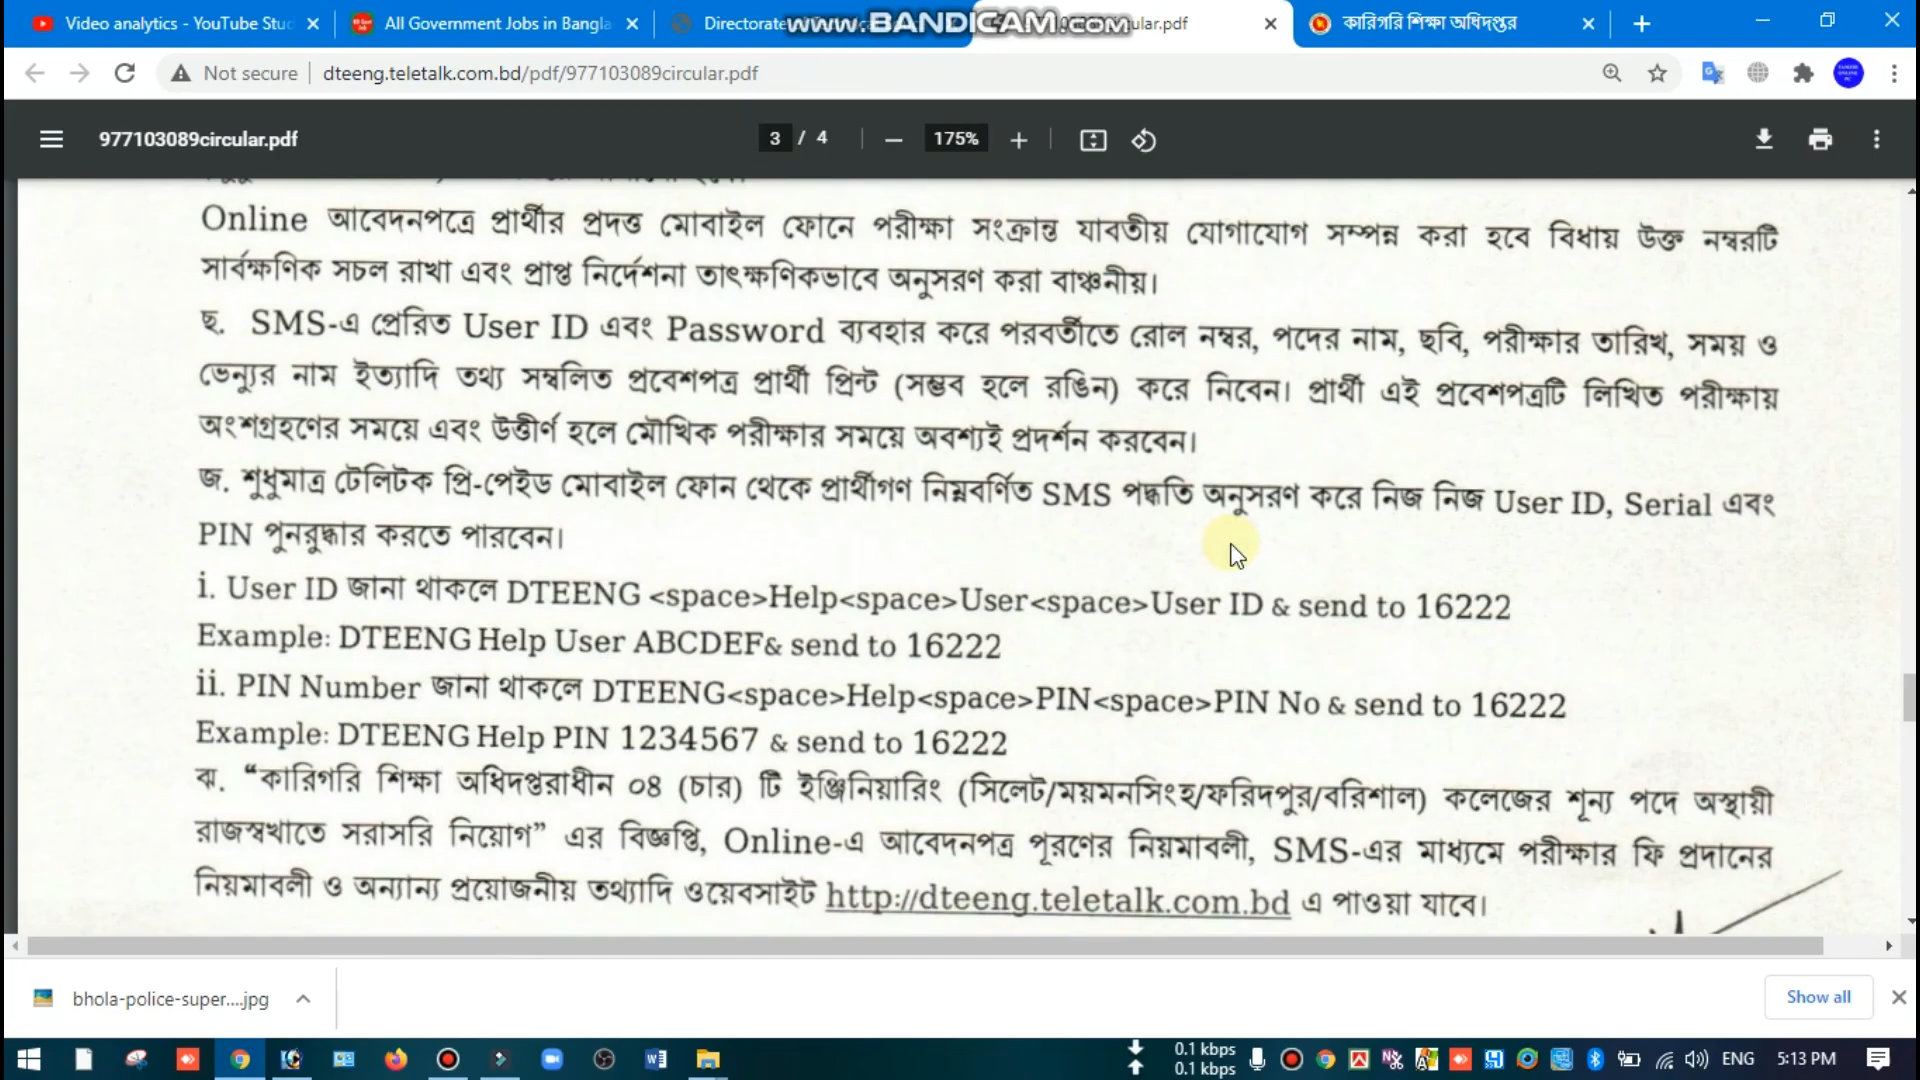 Video analytics - YouTube Stud
All Government Jobs in Bangla
Directorate
www.BANDICAM.com
ular.pdf
কারিগরি শিক্ষা অধিদপ্তর
Not secure
dteeng.teletalk.com.bd/pdf/977103089circular.pdf
977103089circular.pdf
3 / 4
175%
Online আবেদনপত্রে প্রার্থীর প্রদত্ত মোবাইল ফোনে পরীক্ষা সংক্রান্ত যাবতীয় যোগাযোগ সম্পন্ন করা হবে বিধায় উক্ত নম্বরটি
সার্বক্ষণিক সচল রাখা এবং প্রাপ্ত নির্দেশনা তাৎক্ষণিকভাবে অনুসরণ করা বাঞ্চনীয়।
ছ. SMS-এ প্রেরিত User ID এবং Password ব্যবহার করে পরবর্তীতে রোল নম্বর, পদের নাম, ছবি, পরীক্ষার তারিখ, সময় ও
ভেন্যুর নাম ইত্যাদি তথ্য সম্বলিত প্রবেশপত্র প্রার্থী প্রিন্ট (সম্ভব হলে রঙিন) করে নিবেন। প্রার্থী এই প্রবেশপত্রটি লিখিত পরীক্ষায়
অংশগ্রহণের সময়ে এবং উত্তীর্ণ হলে মৌখিক পরীক্ষার সময়ে অবশ্যই প্রদর্শন করবেন।
জ. শুধুমাত্র টেলিটক প্রি-পেইড মোবাইল ফোন থেকে প্রার্থীগণ নিম্নবর্ণিত SMS পদ্ধতি অনুসরণ করে নিজ নিজ User ID, Serial এবং
PIN পুনরুদ্ধার করতে পারবেন।
i. User ID জানা থাকলে DTEENG <space>Help<space>User<space>User ID & send to 16222
Example: DTEENG Help User ABCDEF& send to 16222
ii. PIN Number জানা থাকলে DTEENG<space>Help<space>PIN<space>PIN No & send to 16222
Example: DTEENG Help PIN 1234567 & send to 16222
ঝ. “কারিগরি শিক্ষা অধিদপ্তরাধীন ০৪ (চার) টি ইঞ্জিনিয়ারিং (সিলেট/ময়মনসিংহ/ফরিদপুর/বরিশাল) কলেজের শূন্য পদে অস্থায়ী
রাজস্বখাতে সরাসরি নিয়োগ” এর বিজ্ঞপ্তি, Online-এ আবেদনপত্র পূরণের নিয়মাবলী, SMS-এর মাধ্যমে পরীক্ষার ফি প্রদানের
নিয়মাবলী ও অন্যান্য প্রয়োজনীয় তথ্যাদি ওয়েবসাইট http://dteeng.teletalk.com.bd এ পাওয়া যাবে।
bhola-police-super....jpg
Show all
0.1 kbps
0.1 kbps
ENG
5:13 PM